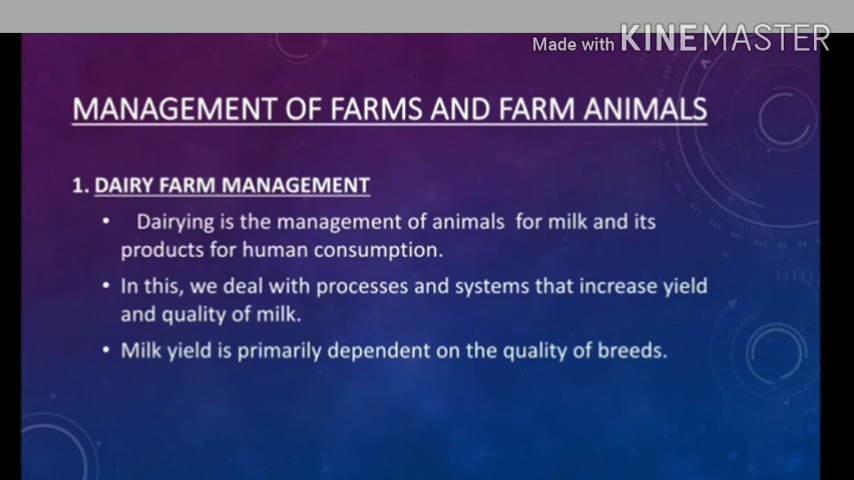 Made with KINEMASTER
MANAGEMENT OF FARMS AND FARM ANIMALS
1. DAIRY FARM MANAGEMENT
• Dairying is the management of animals for milk and its
products for human consumption.
• In this, we deal with processes and systems that increase yield
and quality of milk.
• Milk yield is primarily dependent on the quality of breeds.